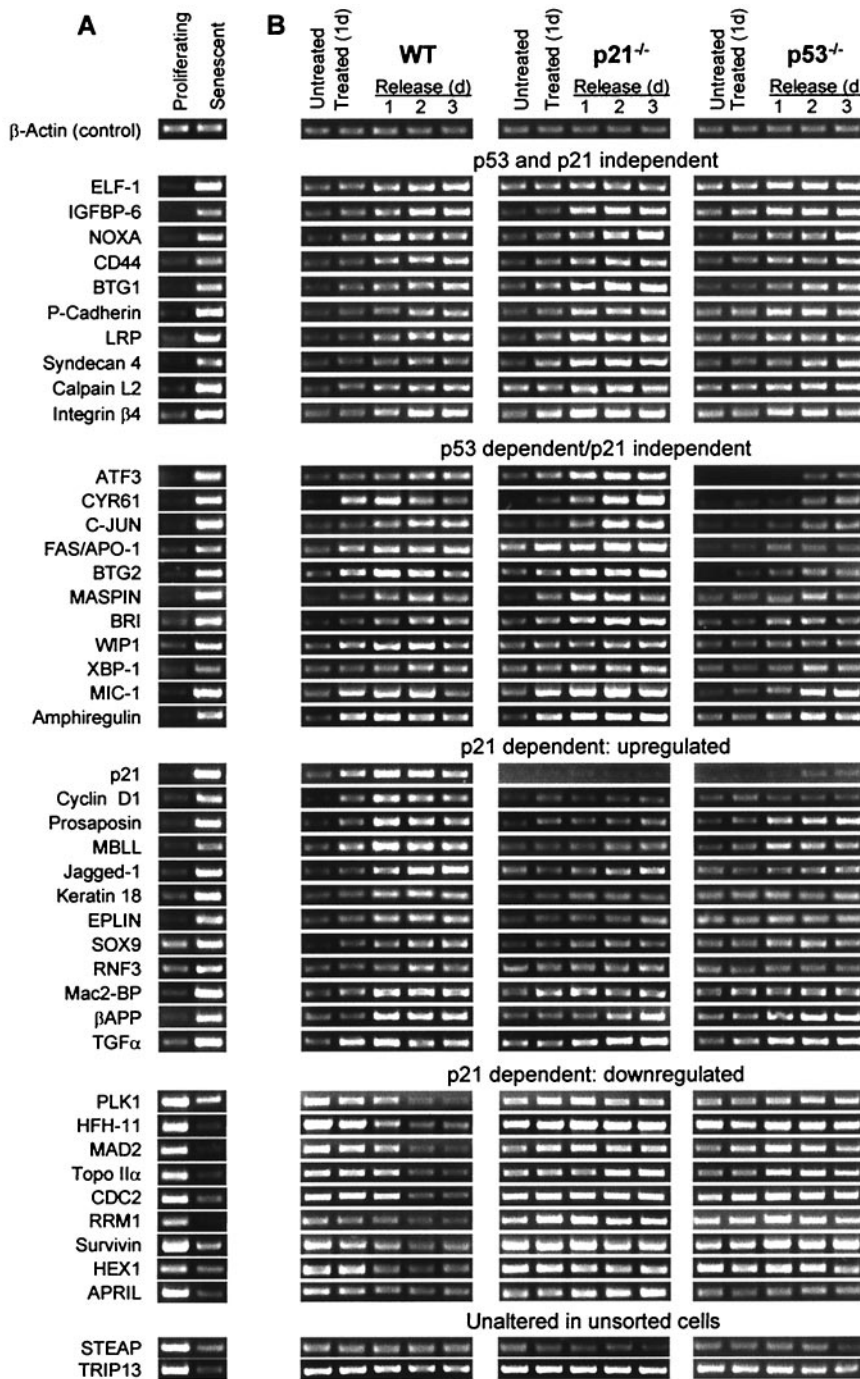 A
B
Proliferating
Senescent
Untreated
Treated (1d)
WT
Release (d)
1 2 3
Untreated
Treated (1d)
p21-/-
Release (d)
1 2 3
Untreated
Treated (1d)
p53-/-
Release (d)
1 2 3
β-Actin (control)
p53 and p21 independent
ELF-1
IGFBP-6
NOXA
CD44
BTG1
P-Cadherin
LRP
Syndecan 4
Calpain L2
Integrin β4
p53 dependent/p21 independent
ATF3
CYR61
C-JUN
FAS/APO-1
BTG2
MASPIN
BRI
WIP1
XBP-1
MIC-1
Amphiregulin
p21 dependent: upregulated
p21
Cyclin D1
Prosaposin
MBLL
Jagged-1
Keratin 18
EPLIN
SOX9
RNF3
Mac2-BP
βAPP
TGFα
p21 dependent: downregulated
PLK1
HFH-11
MAD2
Topo IIα
CDC2
RRM1
Survivin
HEX1
APRIL
Unaltered in unsorted cells
STEAP
TRIP13